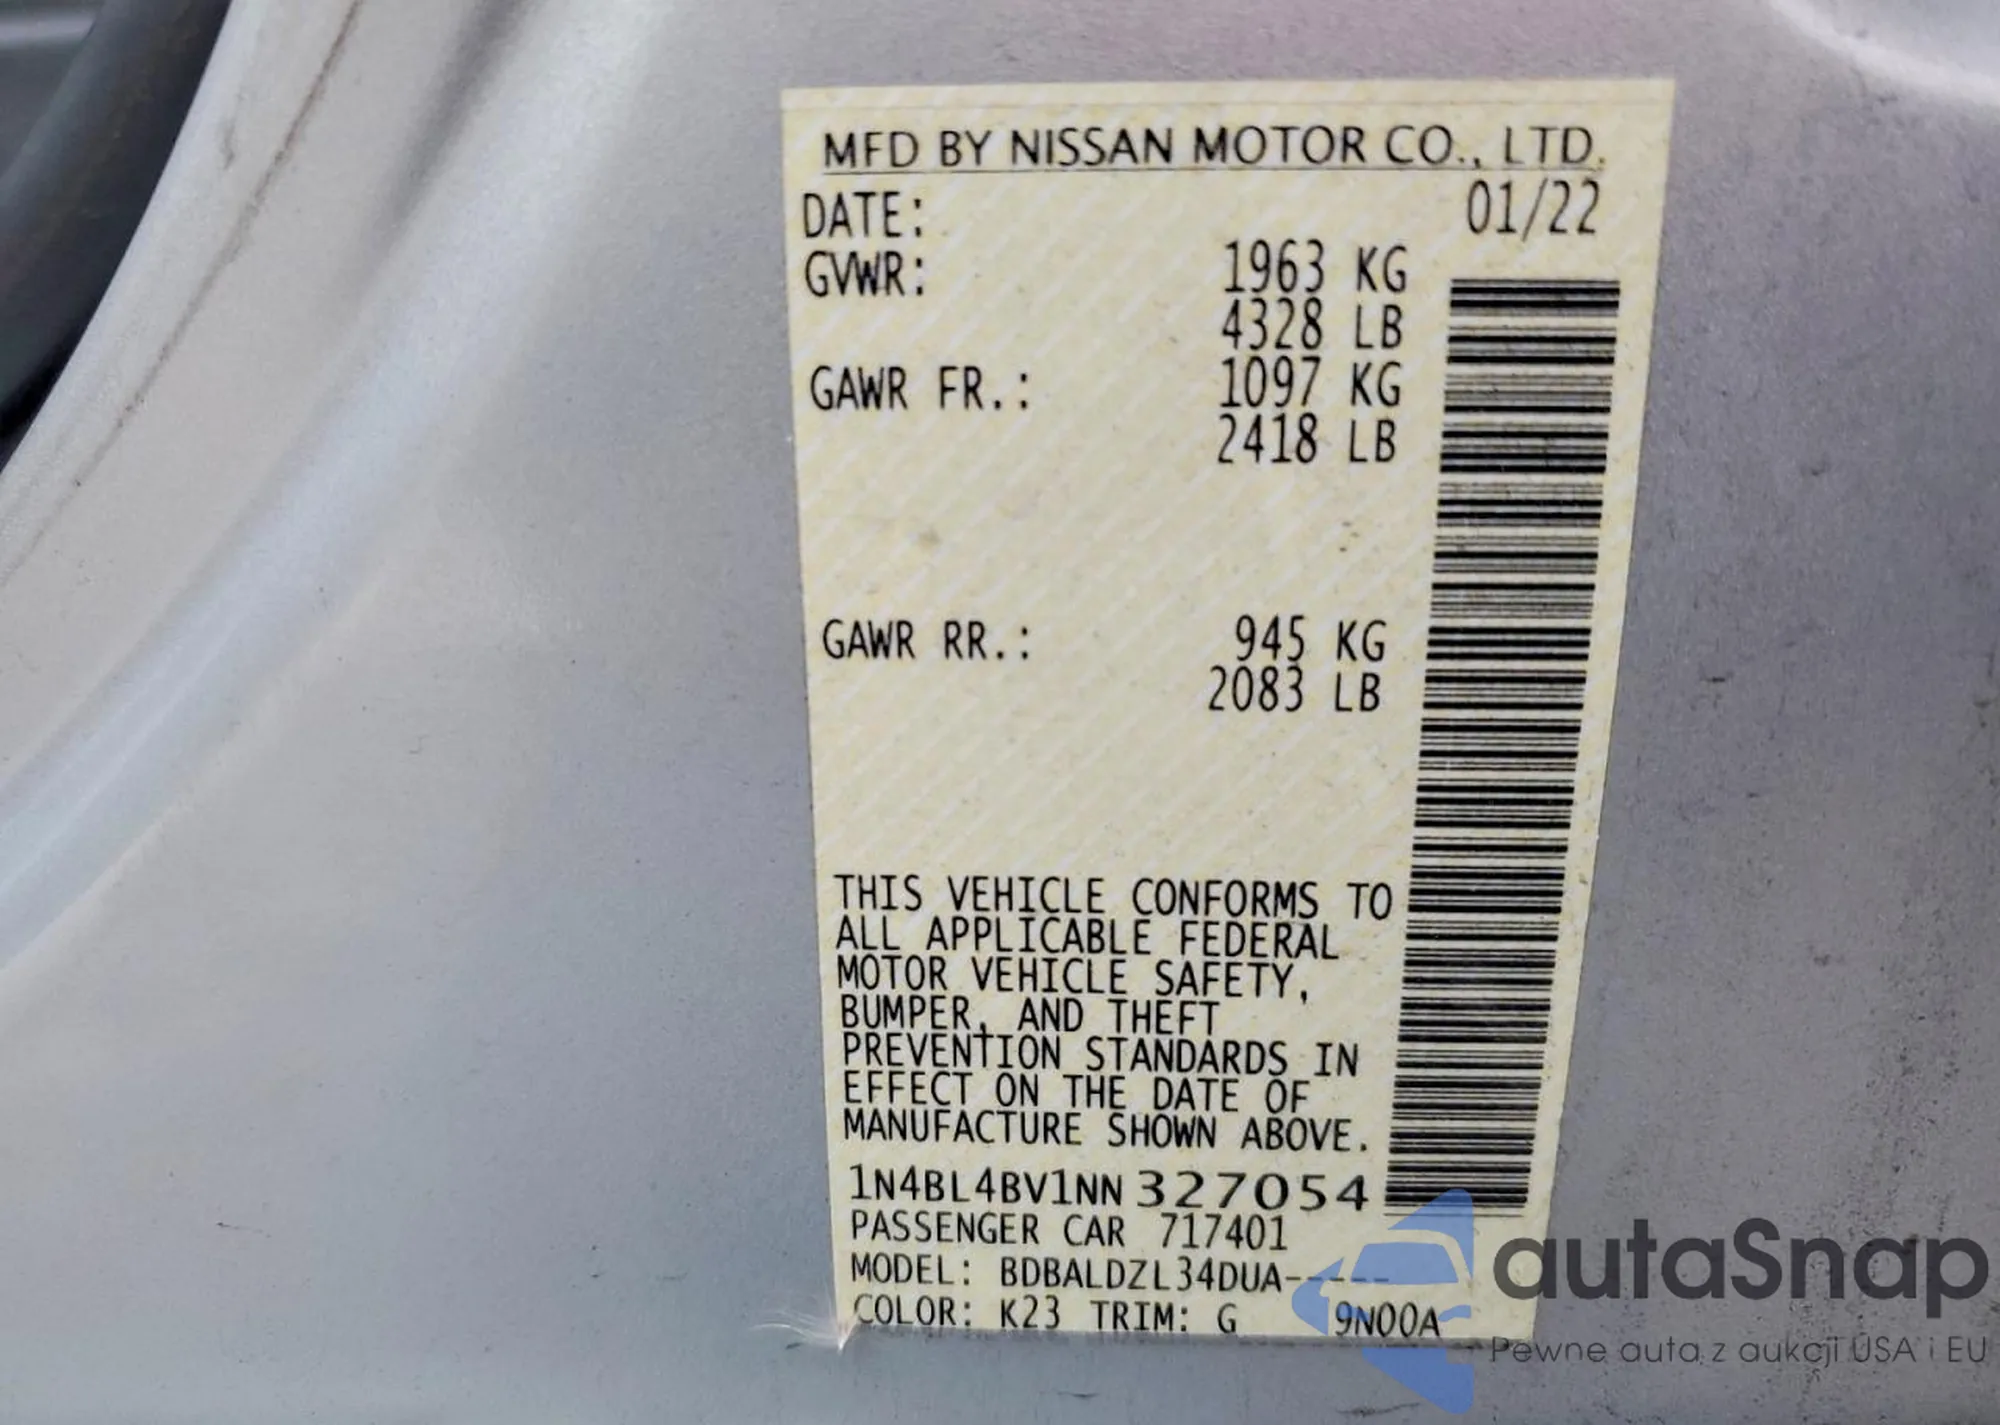 MFD BY NISSAN MOTOR CO., LTD.
DATE: 01/22
GVWR: 1963 KG
4328 LB
GAWR FR.: 1097 KG
2418 LB
GAWR RR.: 945 KG
2083 LB
THIS VEHICLE CONFORMS TO
ALL APPLICABLE FEDERAL
MOTOR VEHICLE SAFETY,
BUMPER, AND THEFT
PREVENTION STANDARDS IN
EFFECT ON THE DATE OF
MANUFACTURE SHOWN ABOVE.
1N4BL4BV1NN327054
PASSENGER CAR 717401
MODEL: BDBALDZL34DUA-----
COLOR: K23 TRIM: G 9N00A
autoSnap
Pewne auta z aukcji USA i EU